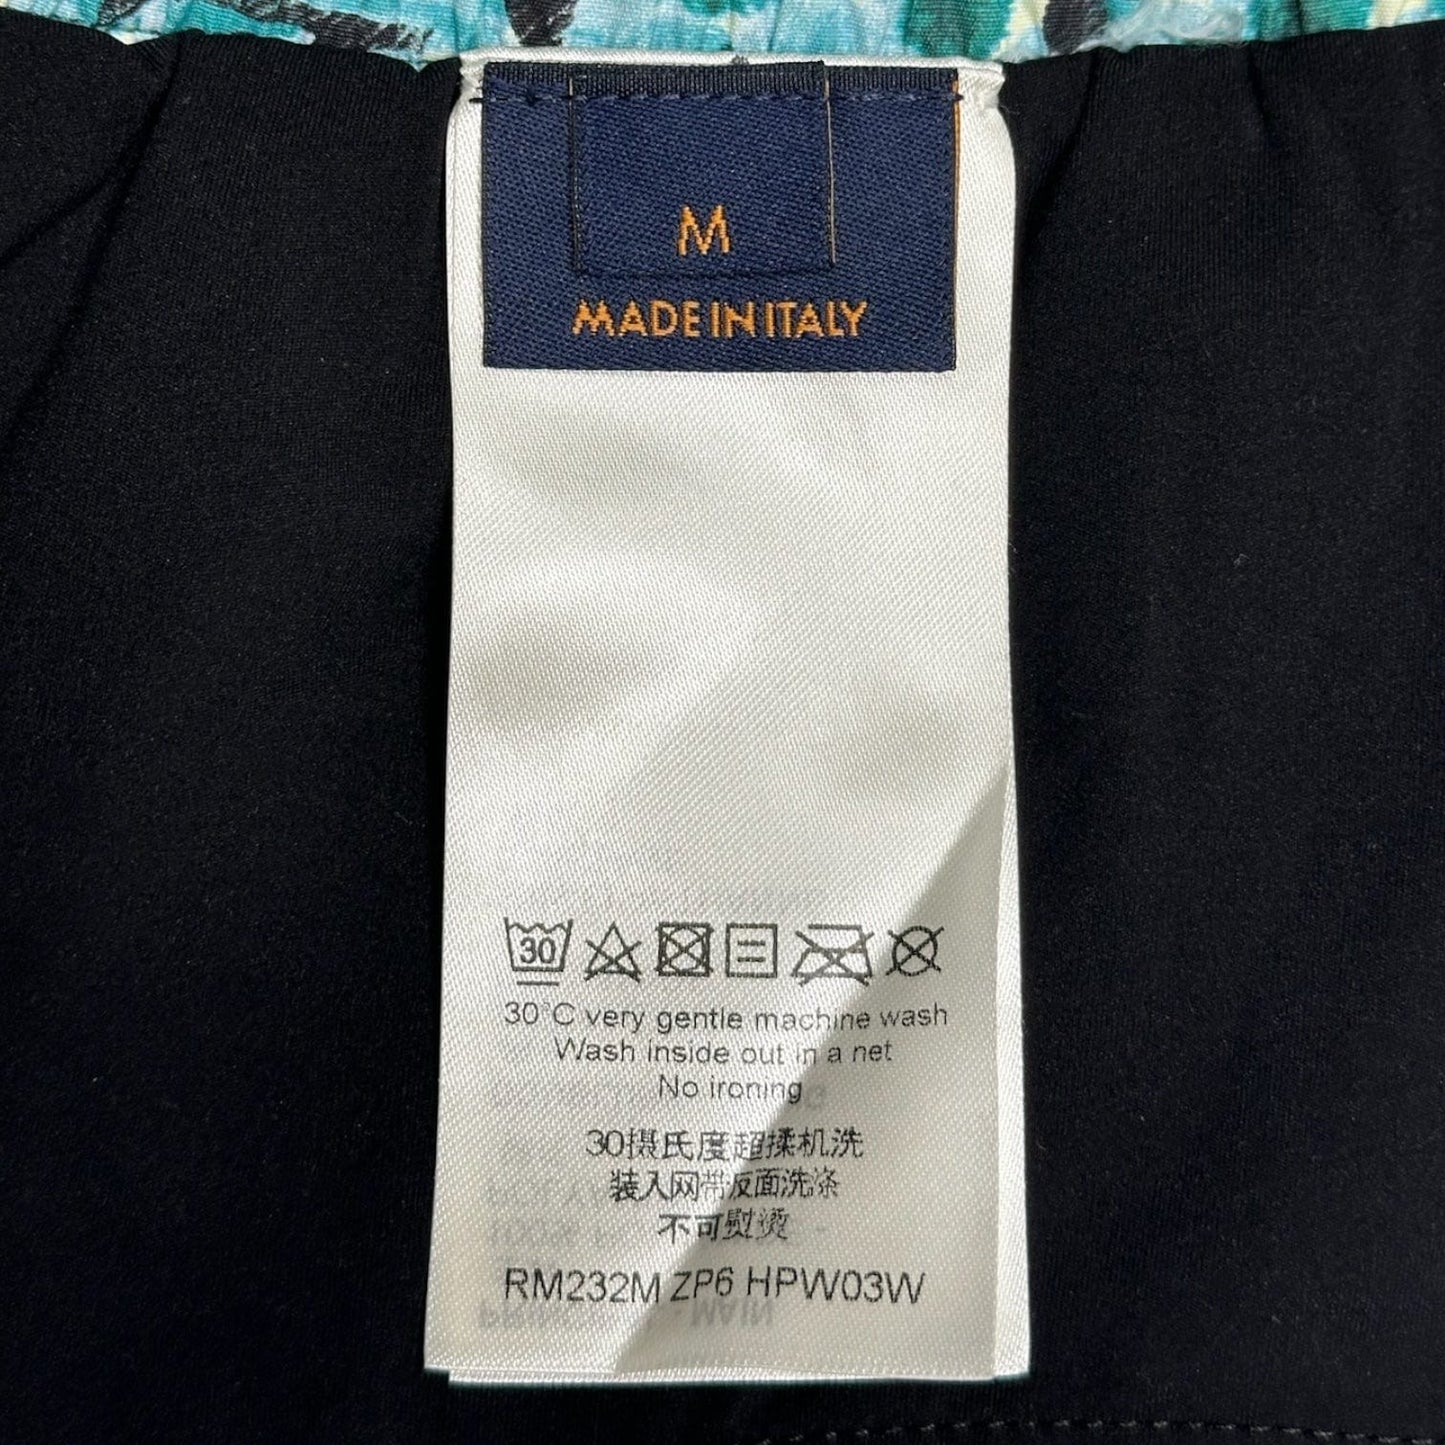 M
MADE IN ITALY
30
30°C very gentle machine wash
Wash inside out in a net
No ironing
30摄氏度超揉机洗
装入网带反面洗涤
不可熨烫
RM232M ZP6 HPW03W